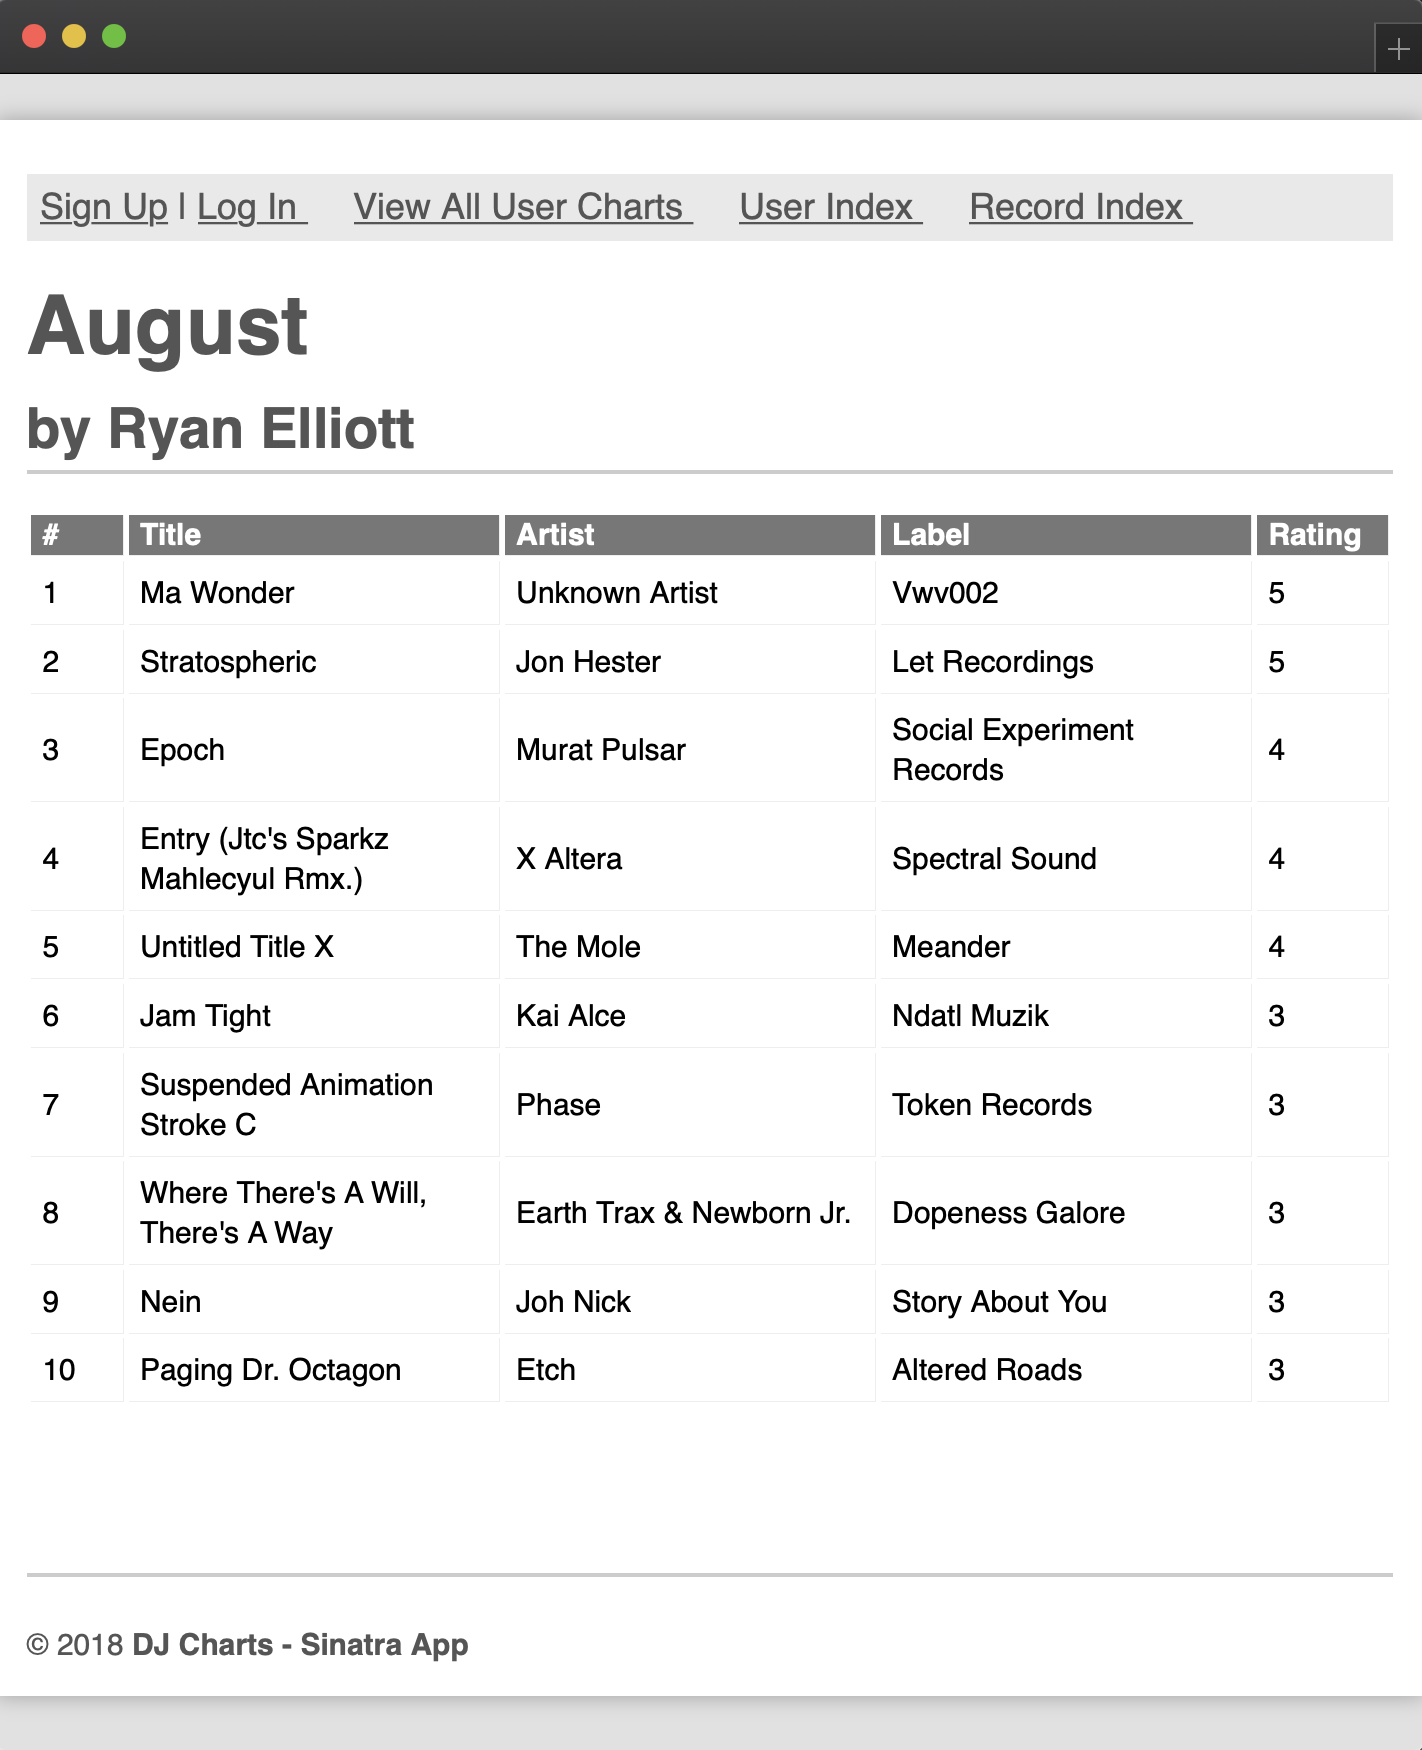 Sign Up | Log In View All User Charts User Index Record Index
August
by Ryan Elliott
# Title Artist Label Rating
1 Ma Wonder Unknown Artist Vwv002 5
2 Stratospheric Jon Hester Let Recordings 5
3 Epoch Murat Pulsar Social Experiment
Records 4
4 Entry (Jtc's Sparkz
Mahlecyul Rmx.) X Altera Spectral Sound 4
5 Untitled Title X The Mole Meander 4
6 Jam Tight Kai Alce Ndatl Muzik 3
7 Suspended Animation
Stroke C Phase Token Records 3
8 Where There's A Will,
There's A Way Earth Trax & Newborn Jr. Dopeness Galore 3
9 Nein Joh Nick Story About You 3
10 Paging Dr. Octagon Etch Altered Roads 3
© 2018 DJ Charts - Sinatra App